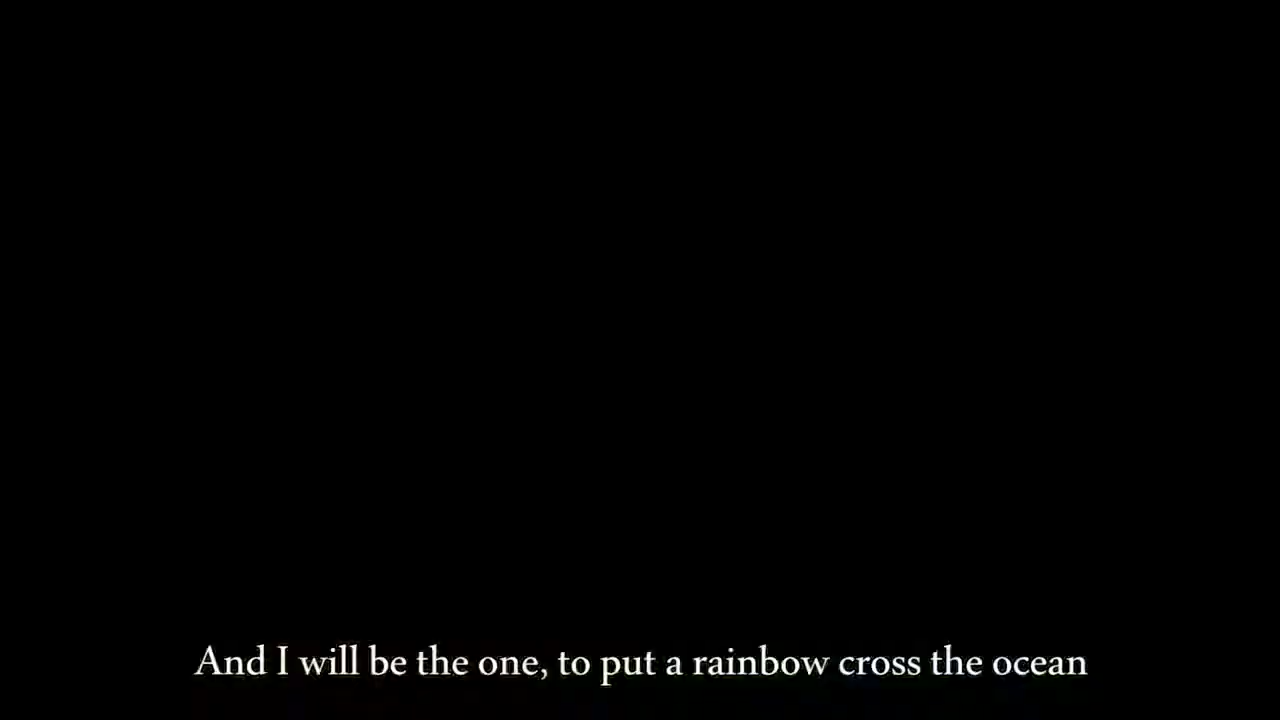 And I will be the one, to put a rainbow cross the ocean